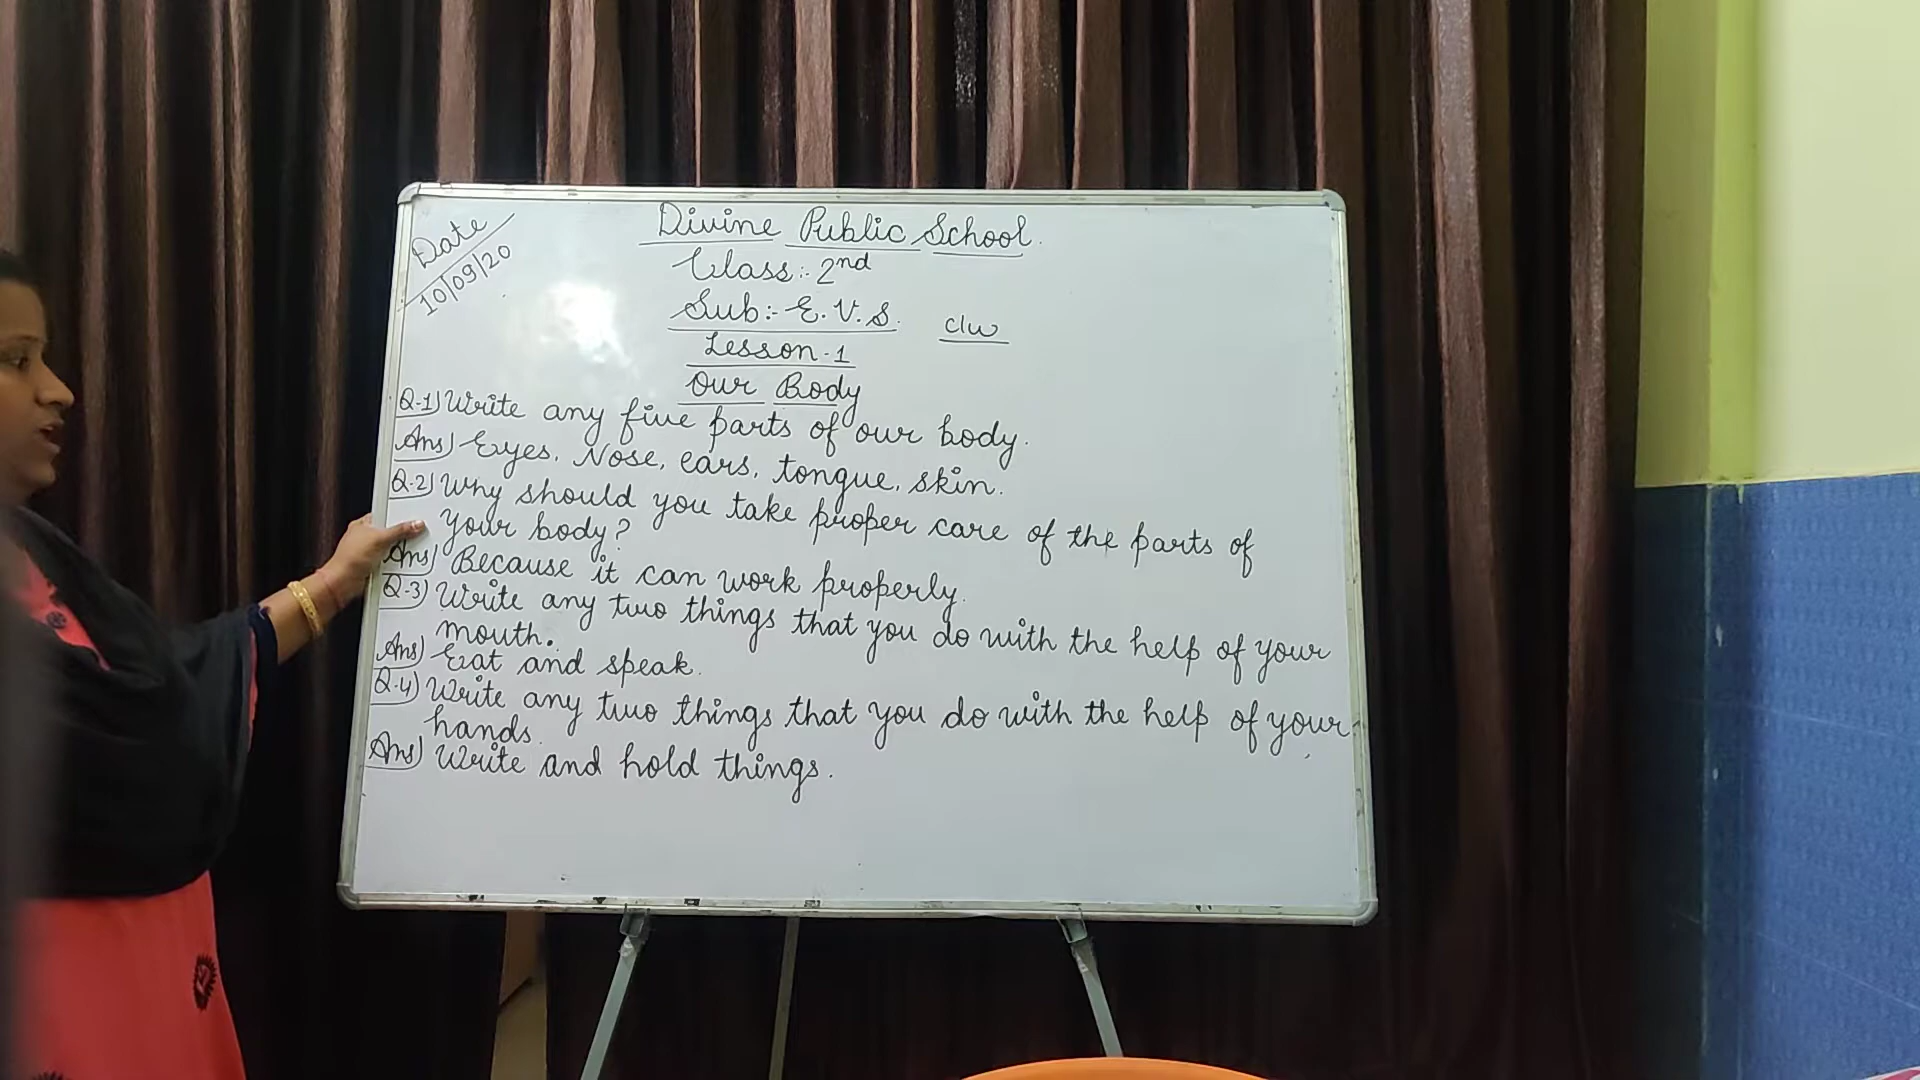 Date
10/09/20
Divine Public School.
Class:- 2nd
Sub:- E.V.S.
c/w
Lesson-1
Our Body
Q-1) Write any five parts of our body.
Ans) Eyes, Nose, ears, tongue, skin.
Q.2) Why should you take proper care of the parts of
your body?
Ans) Because it can work properly.
Q-3) Write any two things that you do with the help of your
mouth.
Ans) Eat and speak.
Q.4) Write any two things that you do with the help of your
hands.
Ans) Write and hold things.